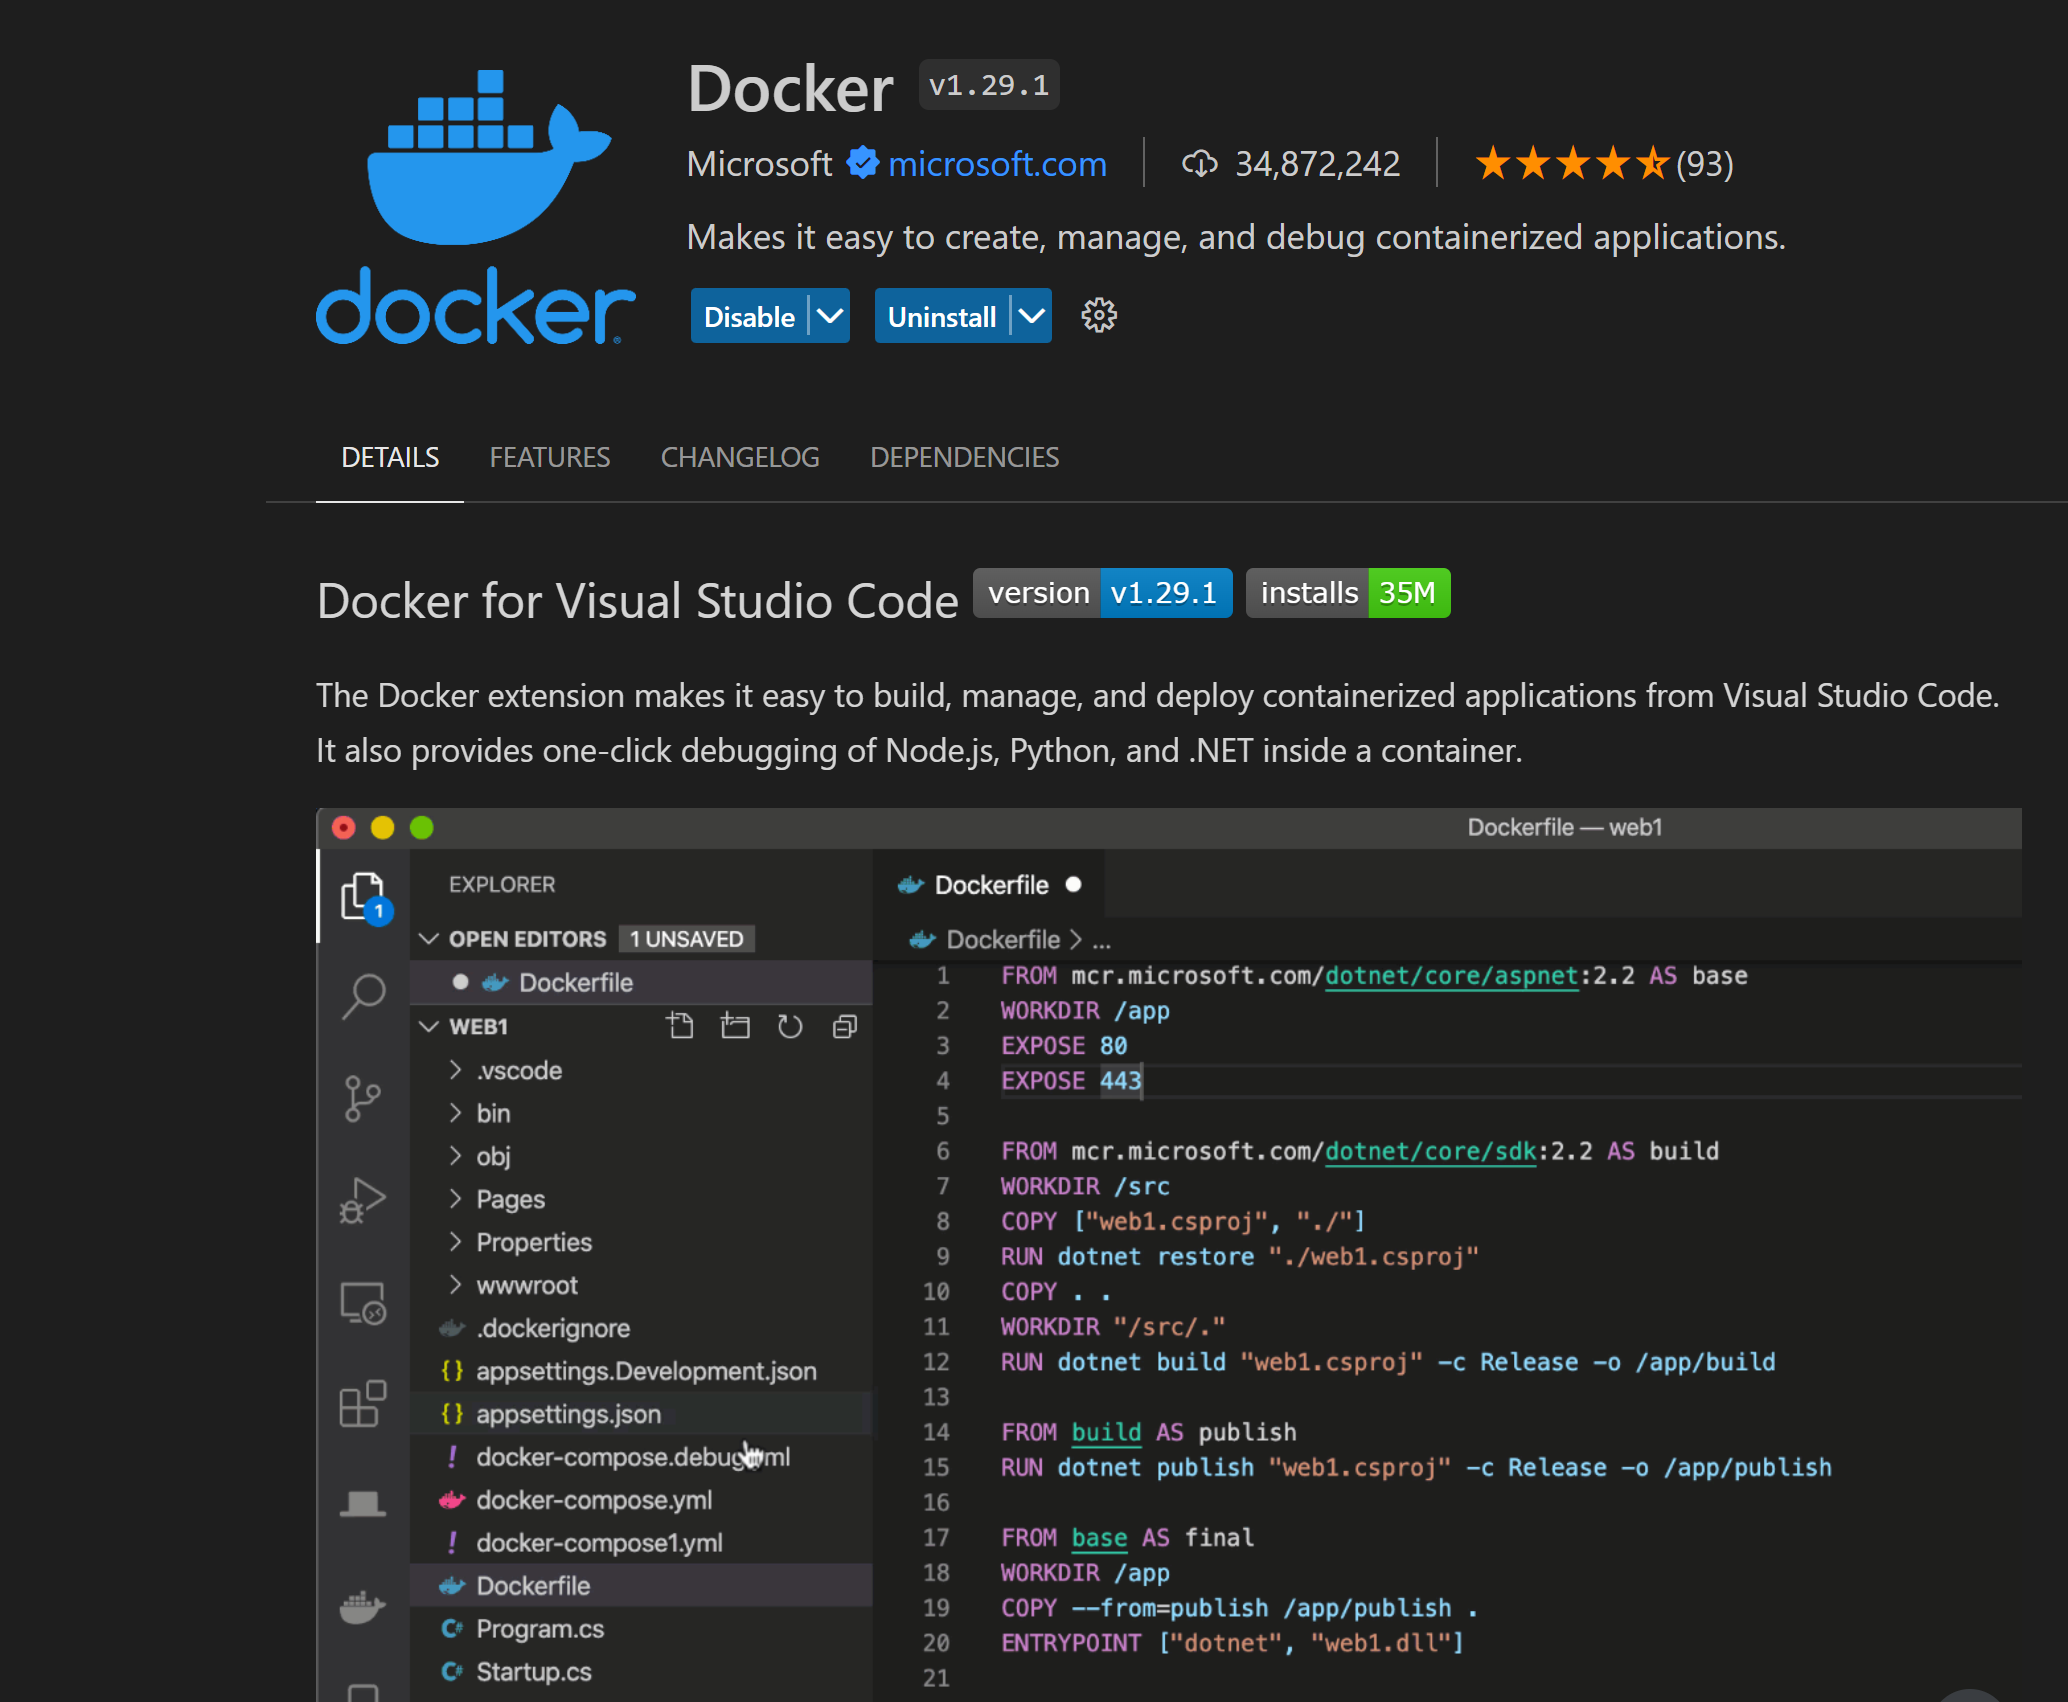 Docker v1.29.1
Microsoft microsoft.com 34,872,242 (93)
Makes it easy to create, manage, and debug containerized applications.
docker
Disable Uninstall
DETAILS FEATURES CHANGELOG DEPENDENCIES
Docker for Visual Studio Code version v1.29.1 installs 35M
The Docker extension makes it easy to build, manage, and deploy containerized applications from Visual Studio Code.
It also provides one-click debugging of Node.js, Python, and .NET inside a container.
Dockerfile — web1
1
EXPLORER
OPEN EDITORS 1 UNSAVED
Dockerfile
WEB1
.vscode
bin
obj
Pages
Properties
wwwroot
.dockerignore
{} appsettings.Development.json
{} appsettings.json
! docker-compose.debug.yml
docker-compose.yml
! docker-compose1.yml
Dockerfile
C# Program.cs
C# Startup.cs
Dockerfile
Dockerfile > ...
1 FROM mcr.microsoft.com/dotnet/core/aspnet:2.2 AS base
2 WORKDIR /app
3 EXPOSE 80
4 EXPOSE 443
5
6 FROM mcr.microsoft.com/dotnet/core/sdk:2.2 AS build
7 WORKDIR /src
8 COPY ["web1.csproj", "./"]
9 RUN dotnet restore "./web1.csproj"
10 COPY . .
11 WORKDIR "/src/."
12 RUN dotnet build "web1.csproj" -c Release -o /app/build
13
14 FROM build AS publish
15 RUN dotnet publish "web1.csproj" -c Release -o /app/publish
16
17 FROM base AS final
18 WORKDIR /app
19 COPY --from=publish /app/publish .
20 ENTRYPOINT ["dotnet", "web1.dll"]
21